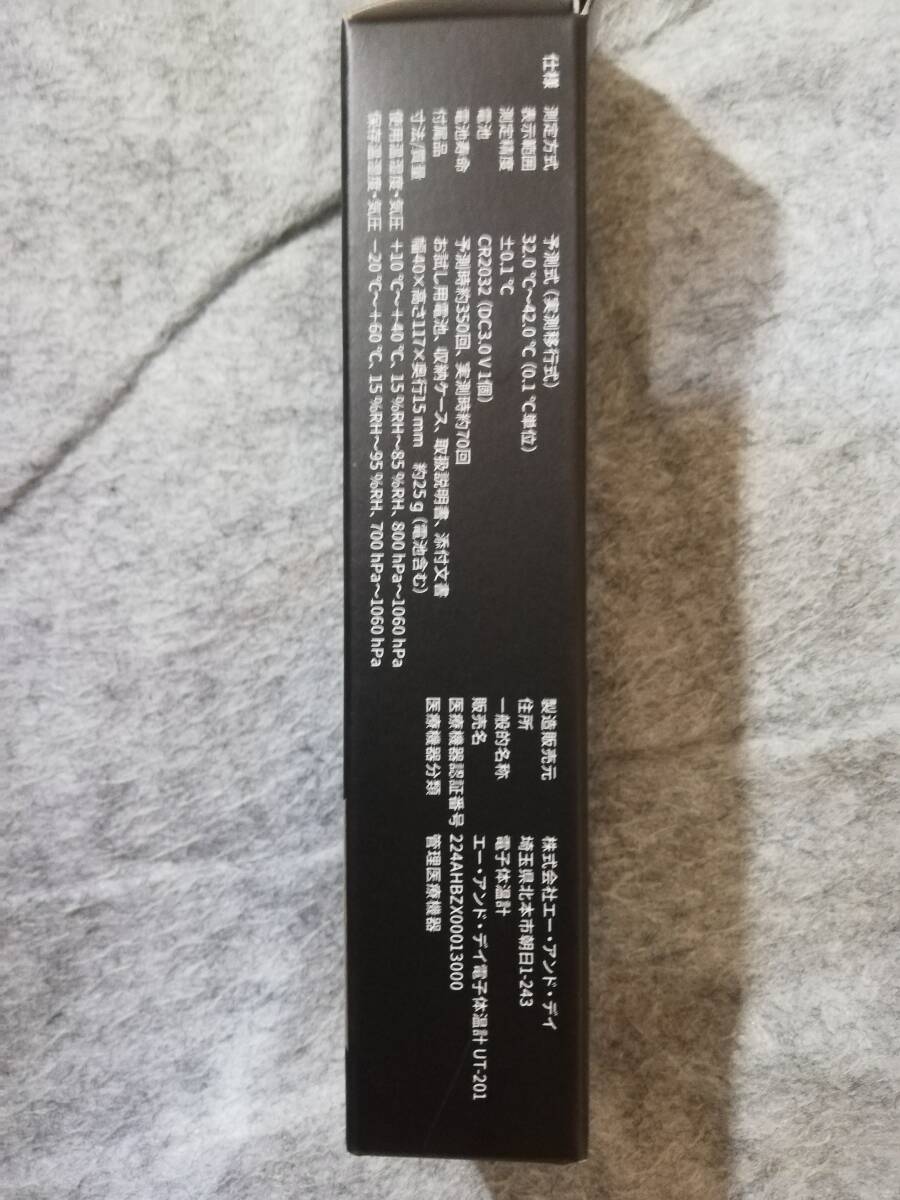 仕様
測定方式 予測式（実測移行式）
表示範囲 32.0 ℃～42.0 ℃（0.1 ℃単位）
測定精度 ±0.1 ℃
電池 CR2032（DC3.0 V 1個）
電池寿命 予測時約350回、実測時約70回
付属品 お試し用電池、収納ケース、取扱説明書、添付文書
寸法/質量 幅40×高さ117×奥行15 mm 約25 g（電池含む）
使用温湿度・気圧 +10 ℃～+40 ℃、15 %RH～85 %RH、800 hPa～1060 hPa
保存温湿度・気圧 －20 ℃～+60 ℃、15 %RH～95 %RH、700 hPa～1060 hPa
製造販売元 株式会社エー・アンド・デイ
住所 埼玉県北本市朝日1-243
一般的名称 電子体温計
販売名 エー・アンド・デイ電子体温計 UT-201
医療機器認証番号 224AHBZX00013000
医療機器分類 管理医療機器